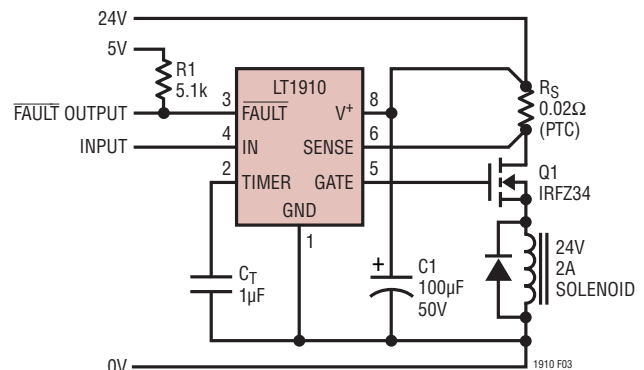 24V
5V
R1
5.1k
LT1910
RS
0.02Ω
(PTC)
FAULT OUTPUT
3
FAULT
V+
8
INPUT
4
IN
SENSE
6
2
TIMER
GATE
5
Q1
IRFZ34
GND
1
CT
1µF
+
C1
100µF
50V
24V
2A
SOLENOID
0V
1910 F03